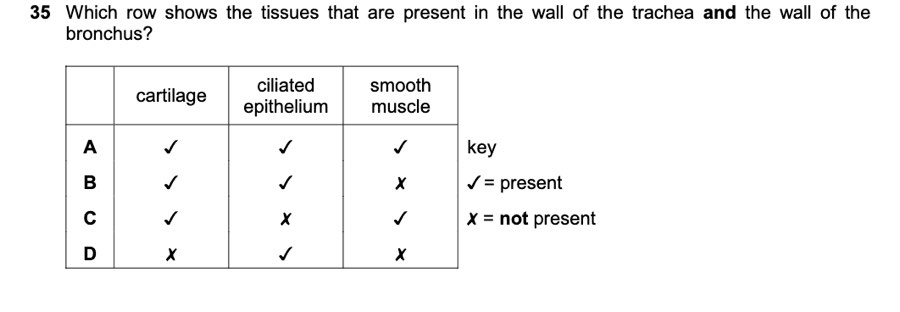 35 Which row shows the tissues that are present in the wall of the trachea and the wall of the
bronchus?
cartilage
ciliated
epithelium
smooth
muscle
A ✓ ✓ ✓
B ✓ ✓ ✗
C ✓ ✗ ✓
D ✗ ✓ ✗
key
✓ = present
✗ = not present